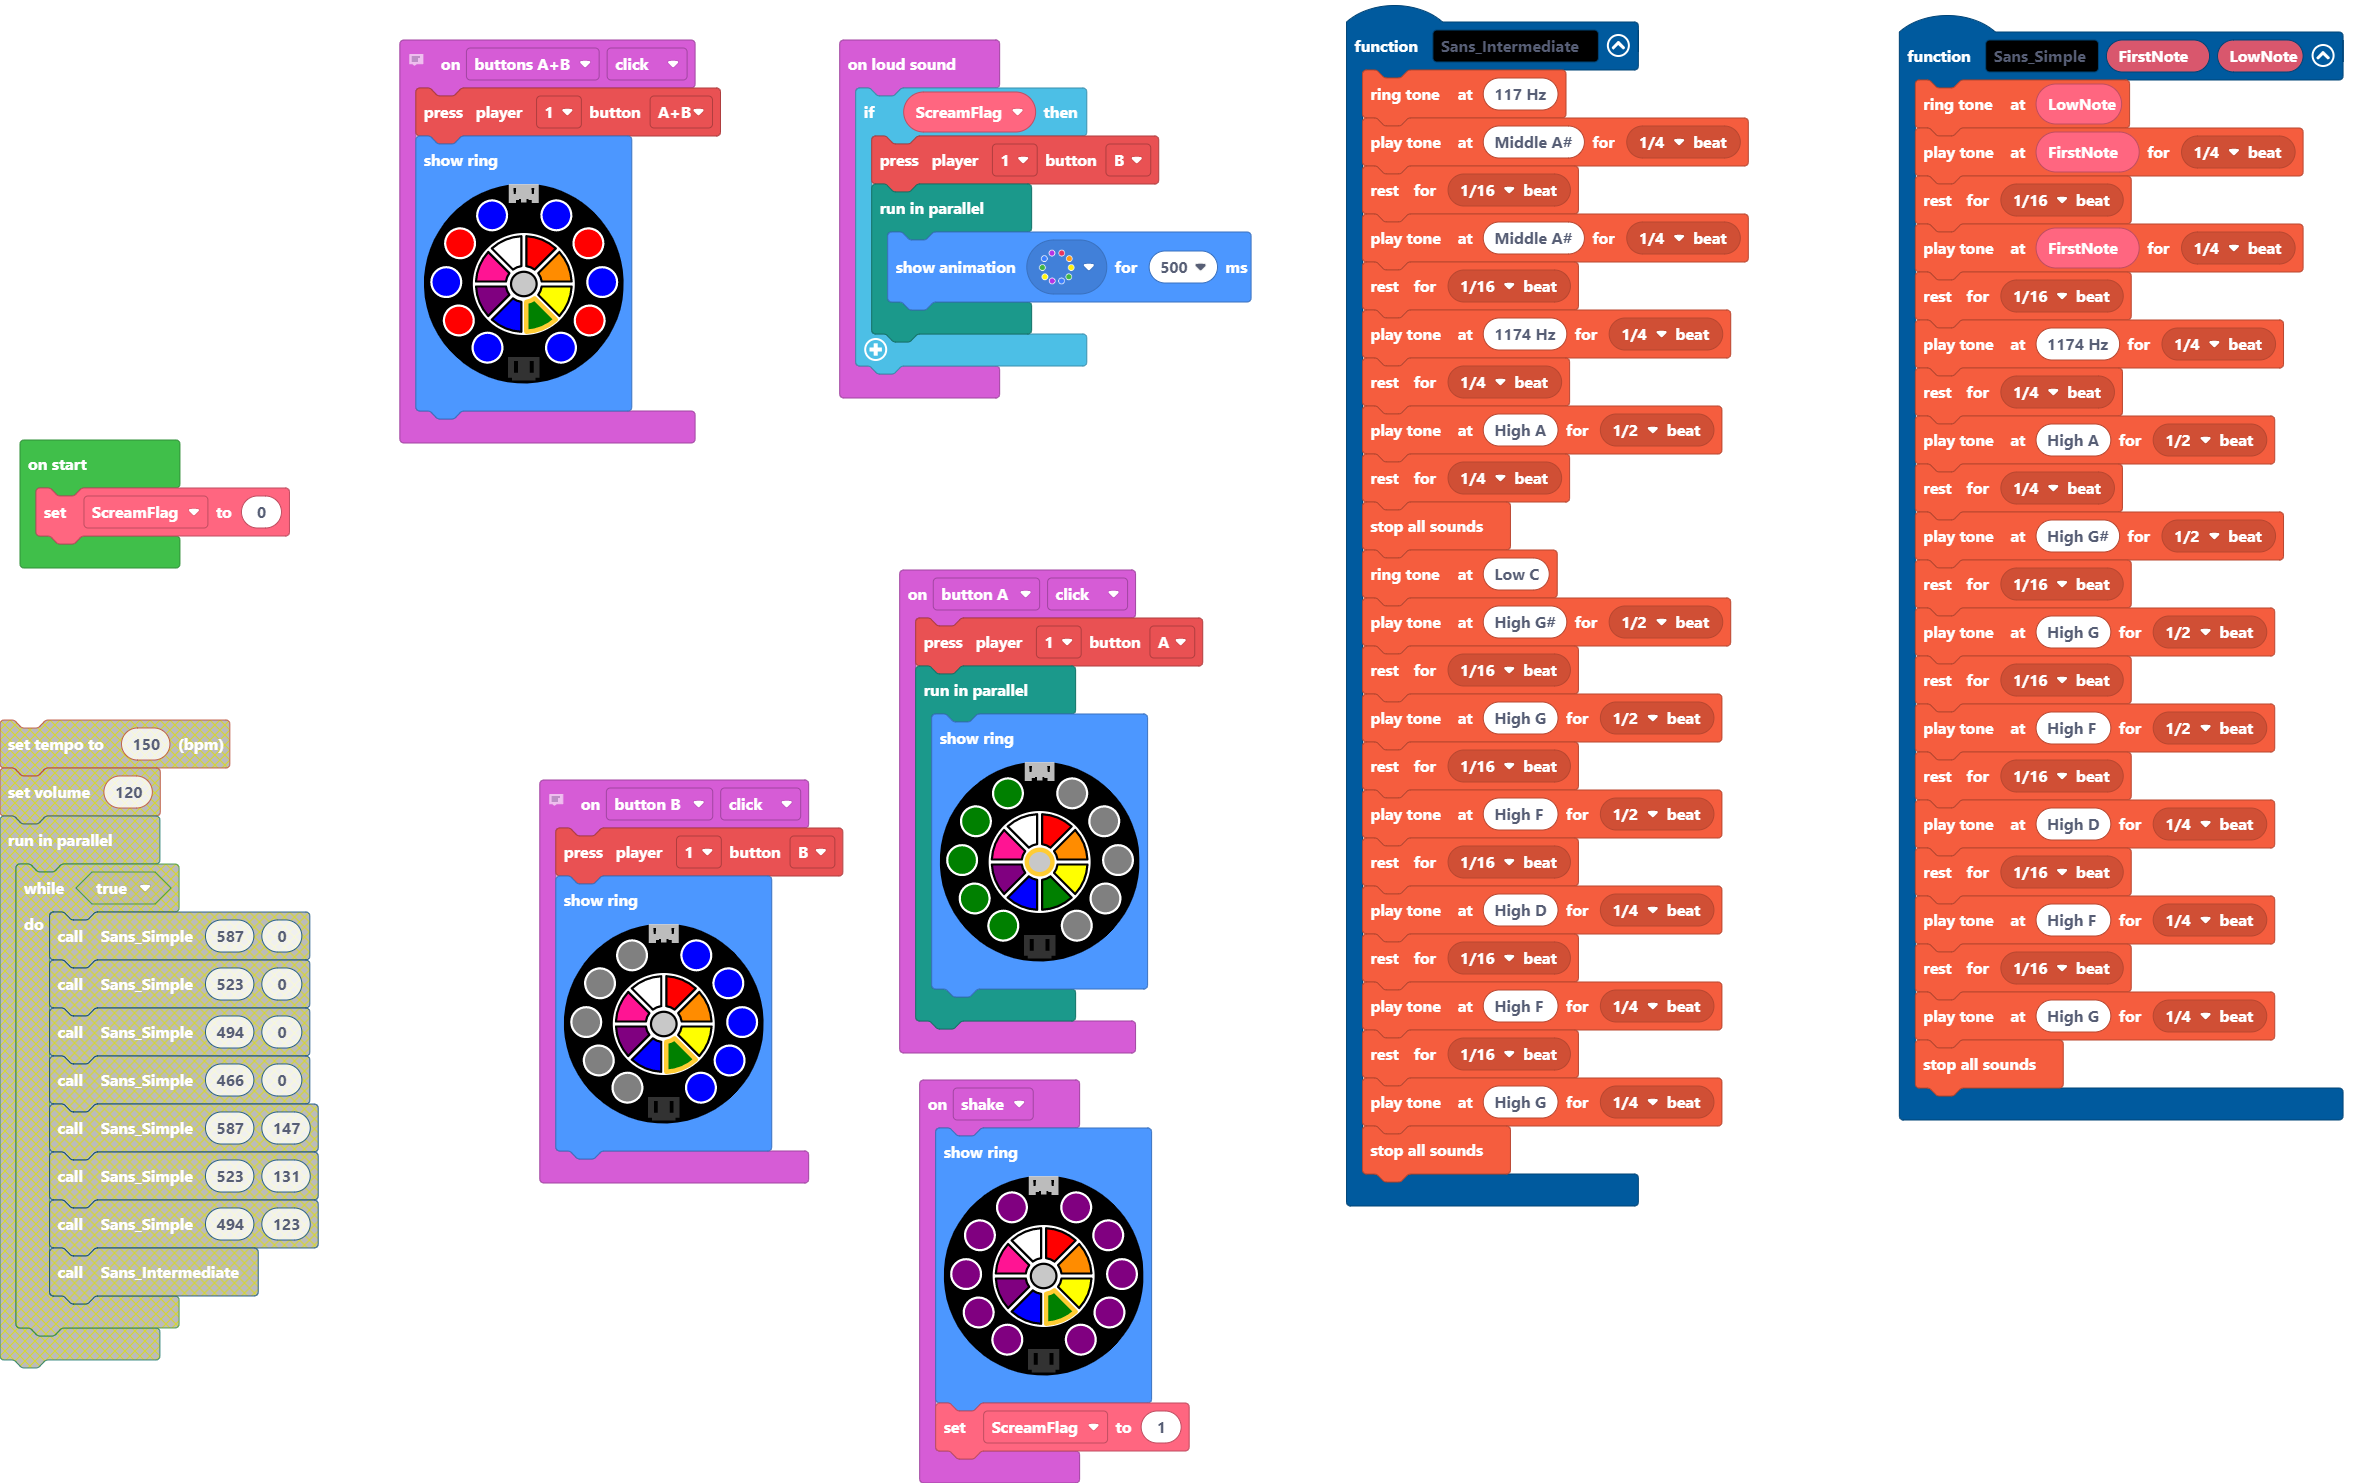 on buttons A+B click
press player 1 button A+B
show ring
on loud sound
if ScreamFlag then
press player 1 button B
run in parallel
show animation for 500 ms
on start
set ScreamFlag to 0
set tempo to 150 (bpm)
set volume 120
run in parallel
while true
do call Sans_Simple 587 0
call Sans_Simple 523 0
call Sans_Simple 494 0
call Sans_Simple 466 0
call Sans_Simple 587 147
call Sans_Simple 523 131
call Sans_Simple 494 123
call Sans_Intermediate
on button B click
press player 1 button B
show ring
on button A click
press player 1 button A
run in parallel
show ring
on shake
show ring
set ScreamFlag to 1
function Sans_Intermediate
ring tone at 117 Hz
play tone at Middle A# for 1/4 beat
rest for 1/16 beat
play tone at Middle A# for 1/4 beat
rest for 1/16 beat
play tone at 1174 Hz for 1/4 beat
rest for 1/4 beat
play tone at High A for 1/2 beat
rest for 1/4 beat
stop all sounds
ring tone at Low C
play tone at High G# for 1/2 beat
rest for 1/16 beat
play tone at High G for 1/2 beat
rest for 1/16 beat
play tone at High F for 1/2 beat
rest for 1/16 beat
play tone at High D for 1/4 beat
rest for 1/16 beat
play tone at High F for 1/4 beat
rest for 1/16 beat
play tone at High G for 1/4 beat
stop all sounds
function Sans_Simple FirstNote LowNote
ring tone at LowNote
play tone at FirstNote for 1/4 beat
rest for 1/16 beat
play tone at FirstNote for 1/4 beat
rest for 1/16 beat
play tone at 1174 Hz for 1/4 beat
rest for 1/4 beat
play tone at High A for 1/2 beat
rest for 1/4 beat
play tone at High G# for 1/2 beat
rest for 1/16 beat
play tone at High G for 1/2 beat
rest for 1/16 beat
play tone at High F for 1/2 beat
rest for 1/16 beat
play tone at High D for 1/4 beat
rest for 1/16 beat
play tone at High F for 1/4 beat
rest for 1/16 beat
play tone at High G for 1/4 beat
stop all sounds